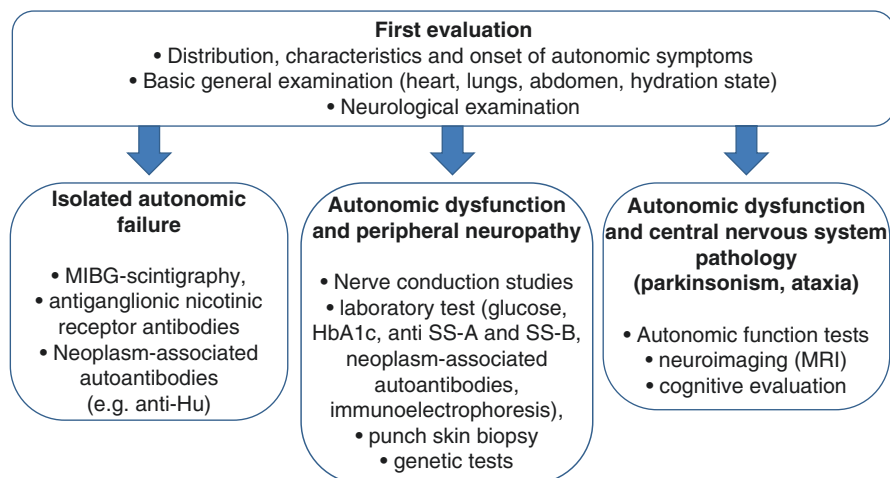 First evaluation
• Distribution, characteristics and onset of autonomic symptoms
• Basic general examination (heart, lungs, abdomen, hydration state)
• Neurological examination
Isolated autonomic
failure
• MIBG-scintigraphy,
• antiganglionic nicotinic
receptor antibodies
• Neoplasm-associated
autoantibodies
(e.g. anti-Hu)
Autonomic dysfunction
and peripheral neuropathy
• Nerve conduction studies
• laboratory test (glucose,
HbA1c, anti SS-A and SS-B,
neoplasm-associated
autoantibodies,
immunoelectrophoresis),
• punch skin biopsy
• genetic tests
Autonomic dysfunction
and central nervous system
pathology
(parkinsonism, ataxia)
• Autonomic function tests
• neuroimaging (MRI)
• cognitive evaluation